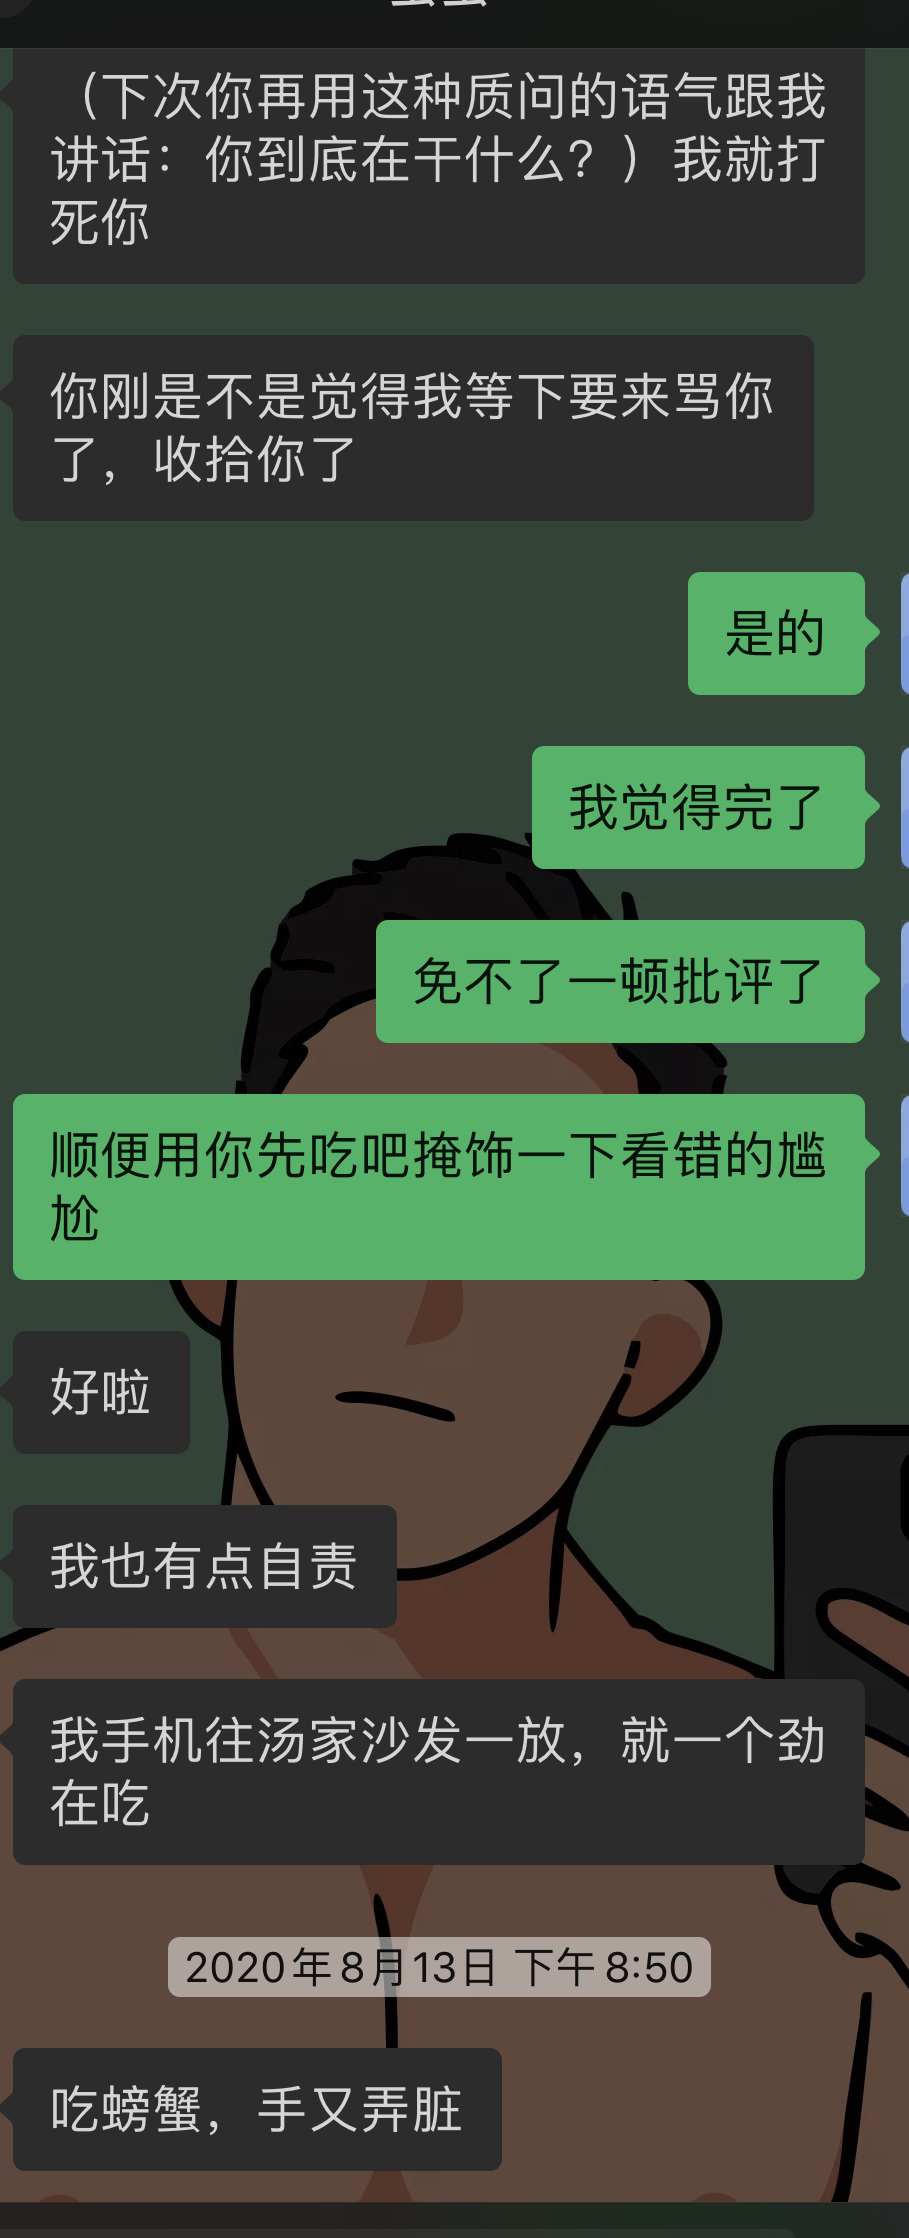 （下次你再用这种质问的语气跟我
讲话：你到底在干什么？）我就打
死你
你刚是不是觉得我等下要来骂你
了，收拾你了
是的
我觉得完了
免不了一顿批评了
顺便用你先吃吧掩饰一下看错的尴
尬
好啦
我也有点自责
我手机往汤家沙发一放，就一个劲
在吃
2020年8月13日 下午8:50
吃螃蟹，手又弄脏